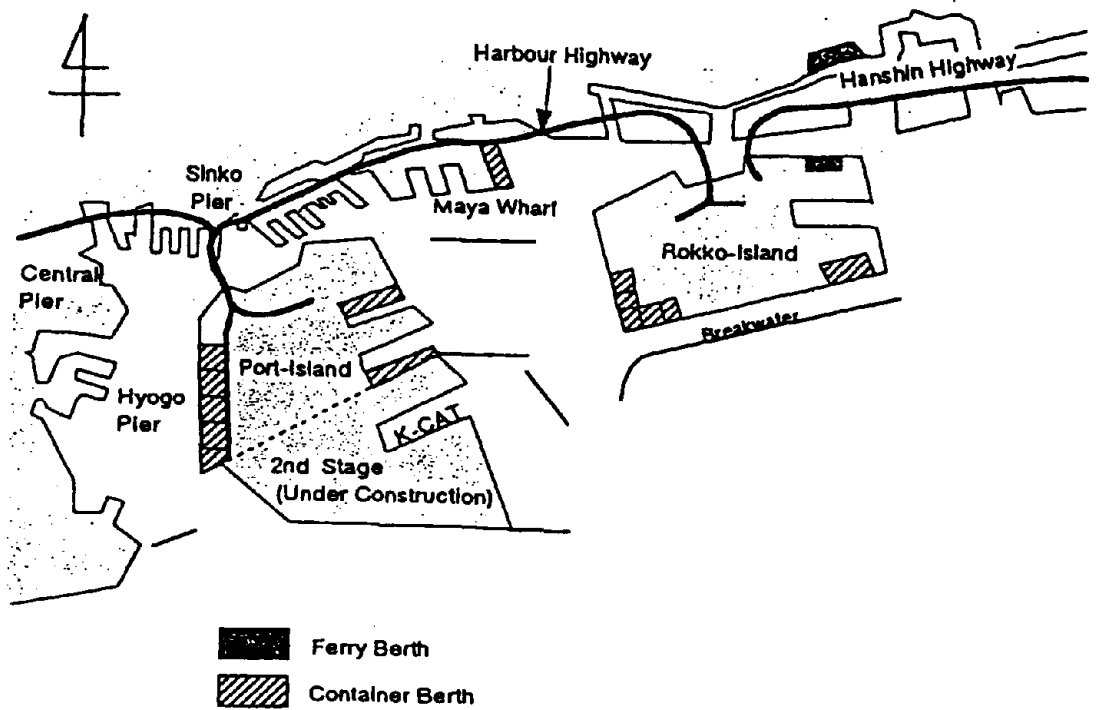 Harbour Highway
Hanshin Highway
Sinko
Pier
Maya Wharf
Rokko-Island
Central
Pier
Breakwater
Port-Island
Hyogo
Pier
K-CAT
2nd Stage
(Under Construction)
Ferry Berth
Container Berth